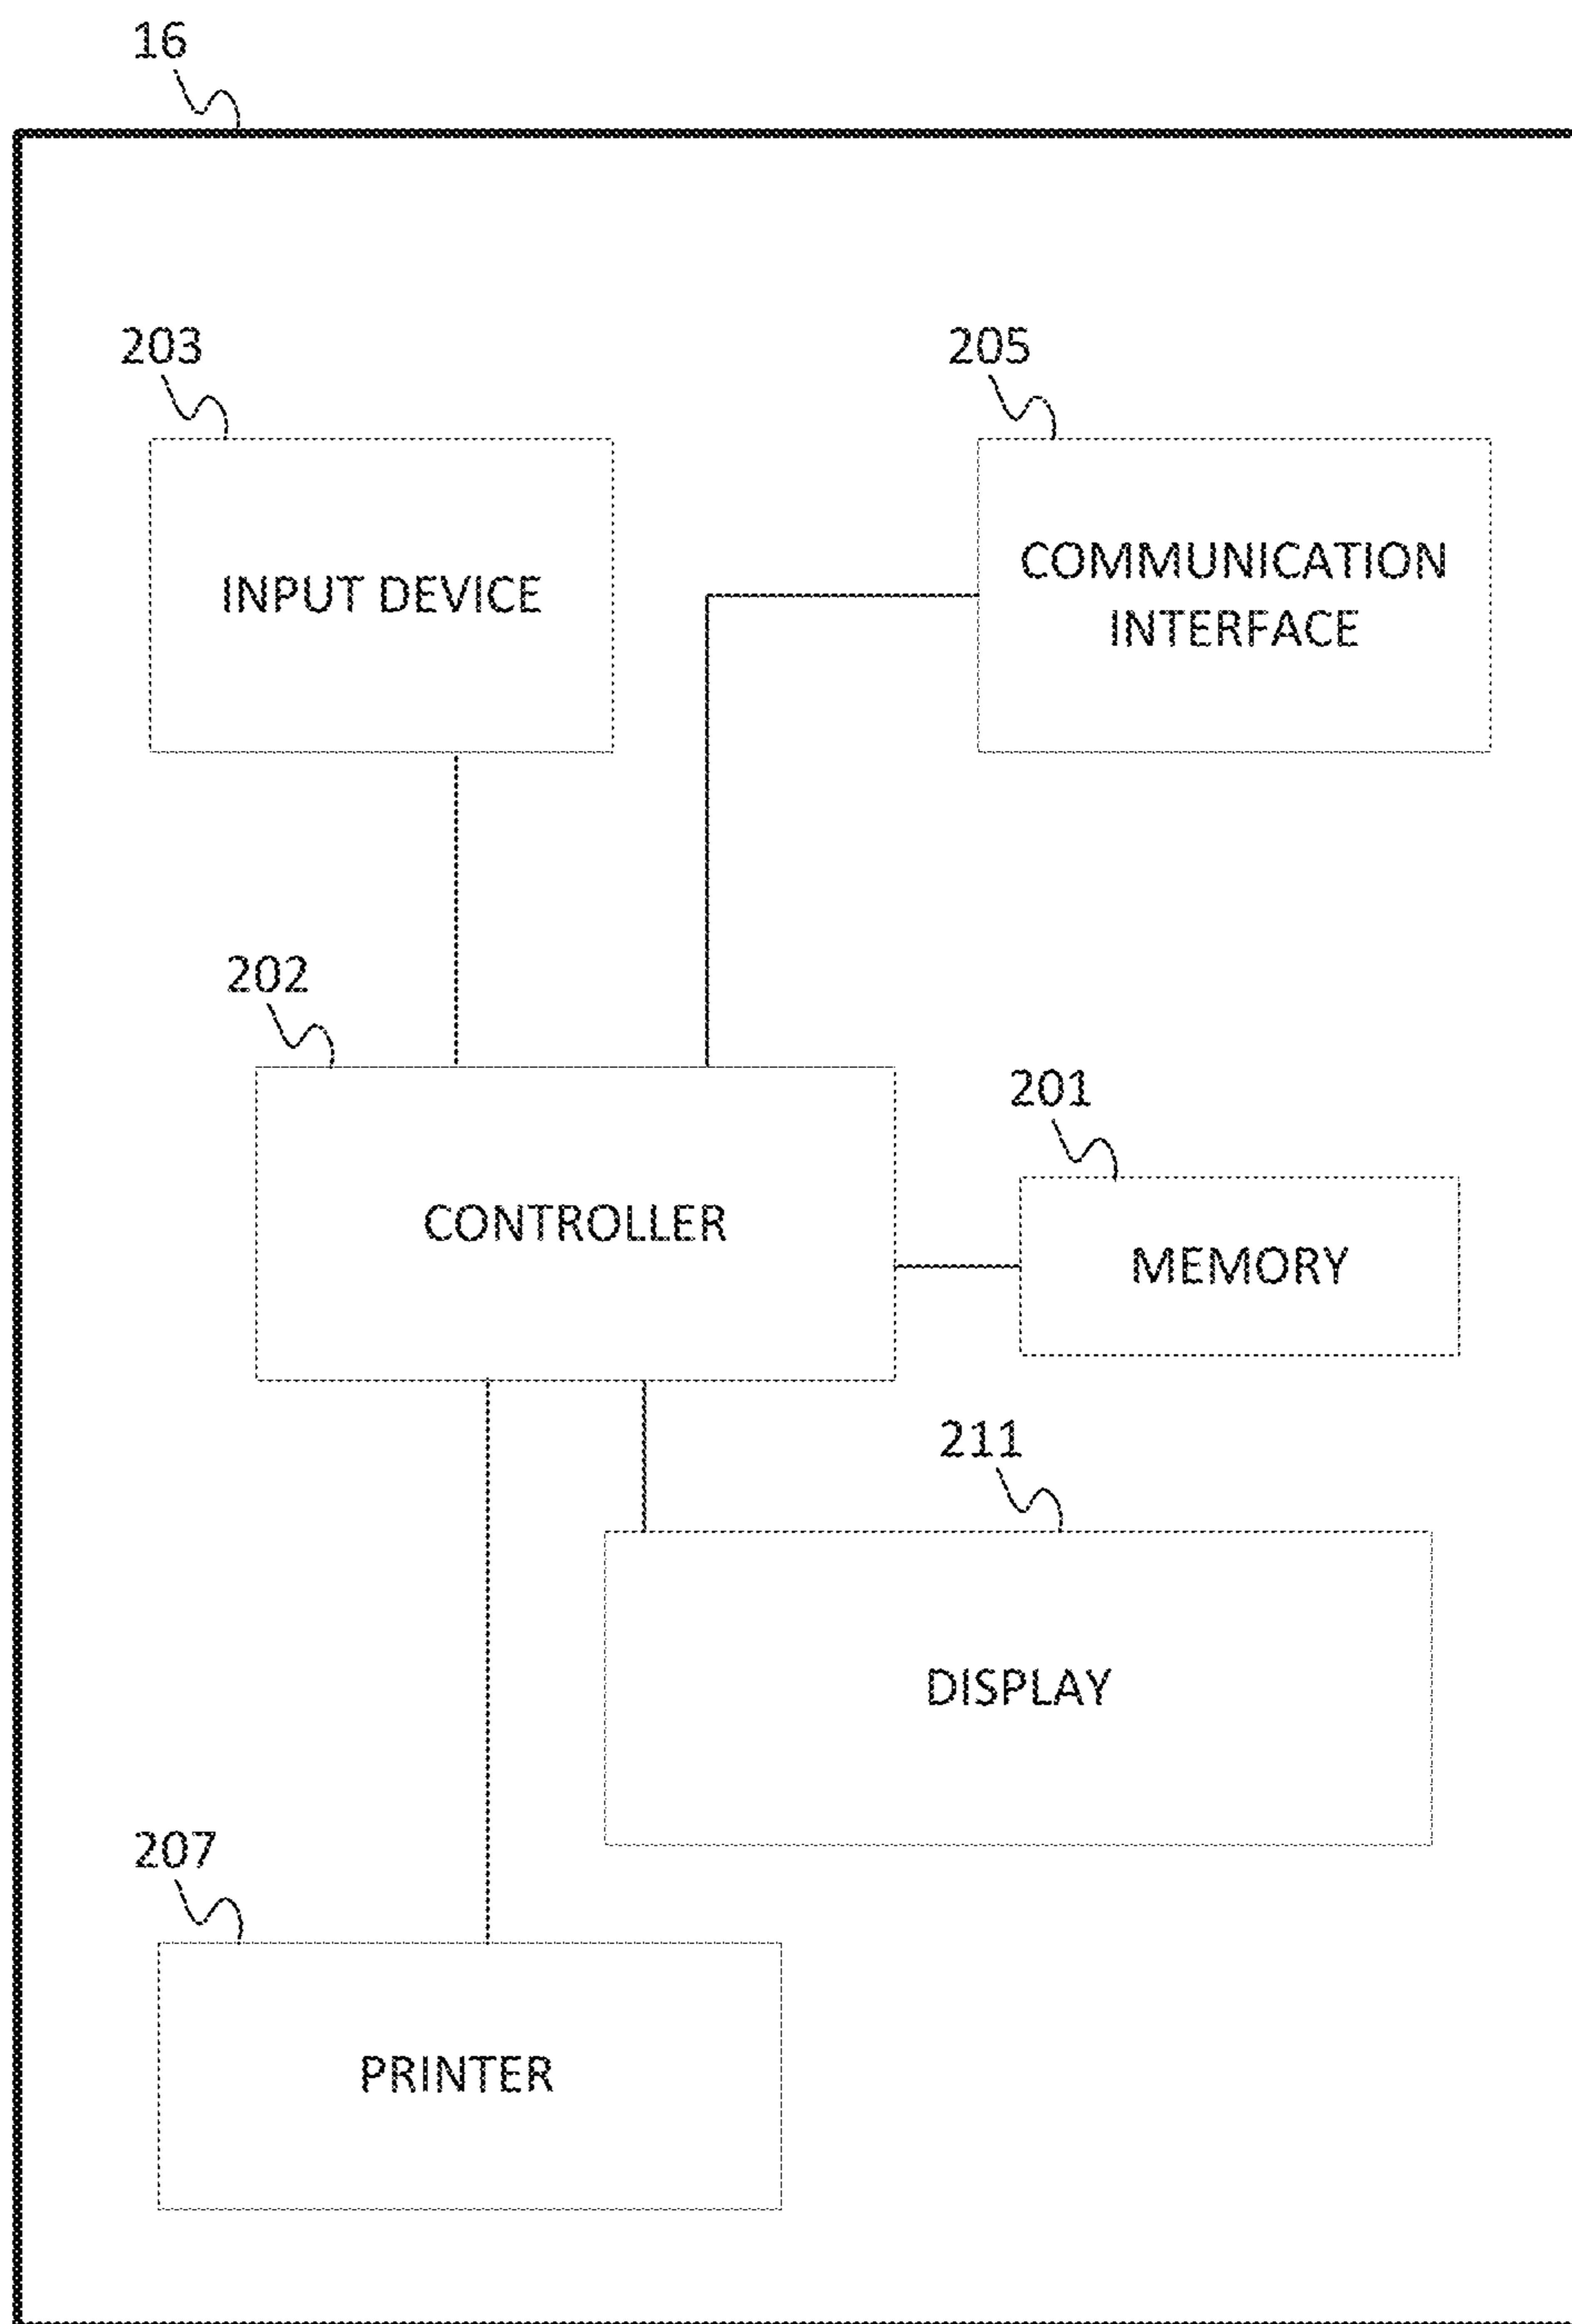 16
203
205
INPUT DEVICE
COMMUNICATION
INTERFACE
202
201
CONTROLLER
MEMORY
211
DISPLAY
207
PRINTER